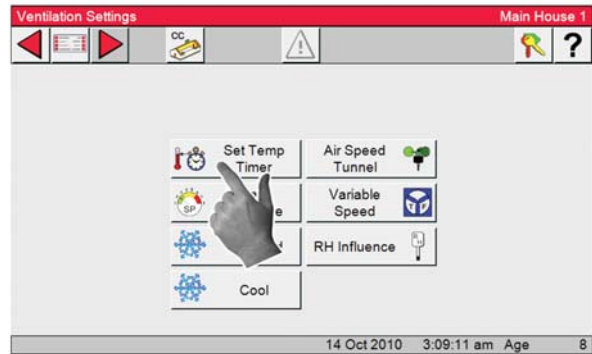 Ventilation Settings Main House 1
CC
?
Set Temp
Timer
Air Speed
Tunnel
SP
Variable
Speed
RH Influence
Cool
14 Oct 2010 3:09:11 am Age 8